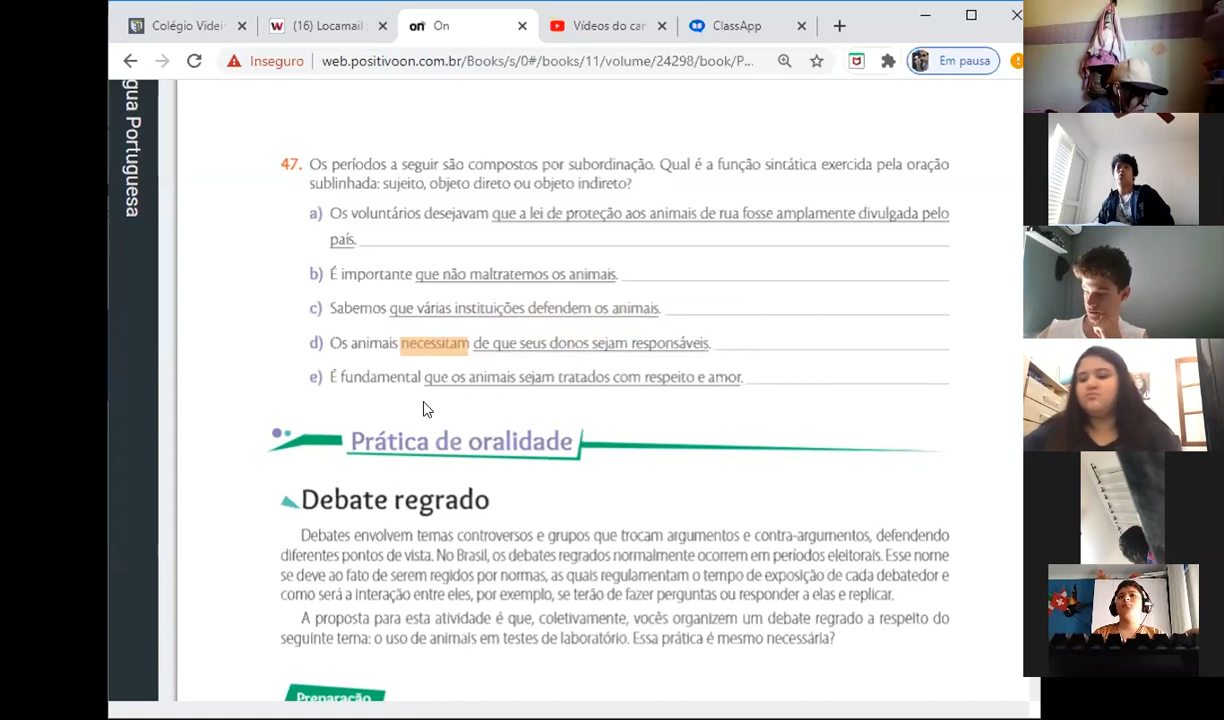 Colégio Videi
(16) Locamail
on On
Vídeos do car
ClassApp
Inseguro
web.positivoon.com.br/Books/s/0#/books/11/volume/24298/book/P...
Em pausa
gua Portuguesa
47. Os períodos a seguir são compostos por subordinação. Qual é a função sintática exercida pela oração
sublinhada: sujeito, objeto direto ou objeto indireto?
a) Os voluntários desejavam que a lei de proteção aos animais de rua fosse amplamente divulgada pelo
país.
b) É importante que não maltratemos os animais.
c) Sabemos que várias instituições defendem os animais.
d) Os animais necessitam de que seus donos sejam responsáveis.
e) É fundamental que os animais sejam tratados com respeito e amor.
Prática de oralidade
Debate regrado
Debates envolvem temas controversos e grupos que trocam argumentos e contra-argumentos, defendendo
diferentes pontos de vista. No Brasil, os debates regrados normalmente ocorrem em períodos eleitorais. Esse nome
se deve ao fato de serem regidos por normas, as quais regulamentam o tempo de exposição de cada debatedor e
como será a interação entre eles, por exemplo, se terão de fazer perguntas ou responder a elas e replicar.
A proposta para esta atividade é que, coletivamente, vocês organizem um debate regrado a respeito do
seguinte tema: o uso de animais em testes de laboratório. Essa prática é mesmo necessária?
Preparação